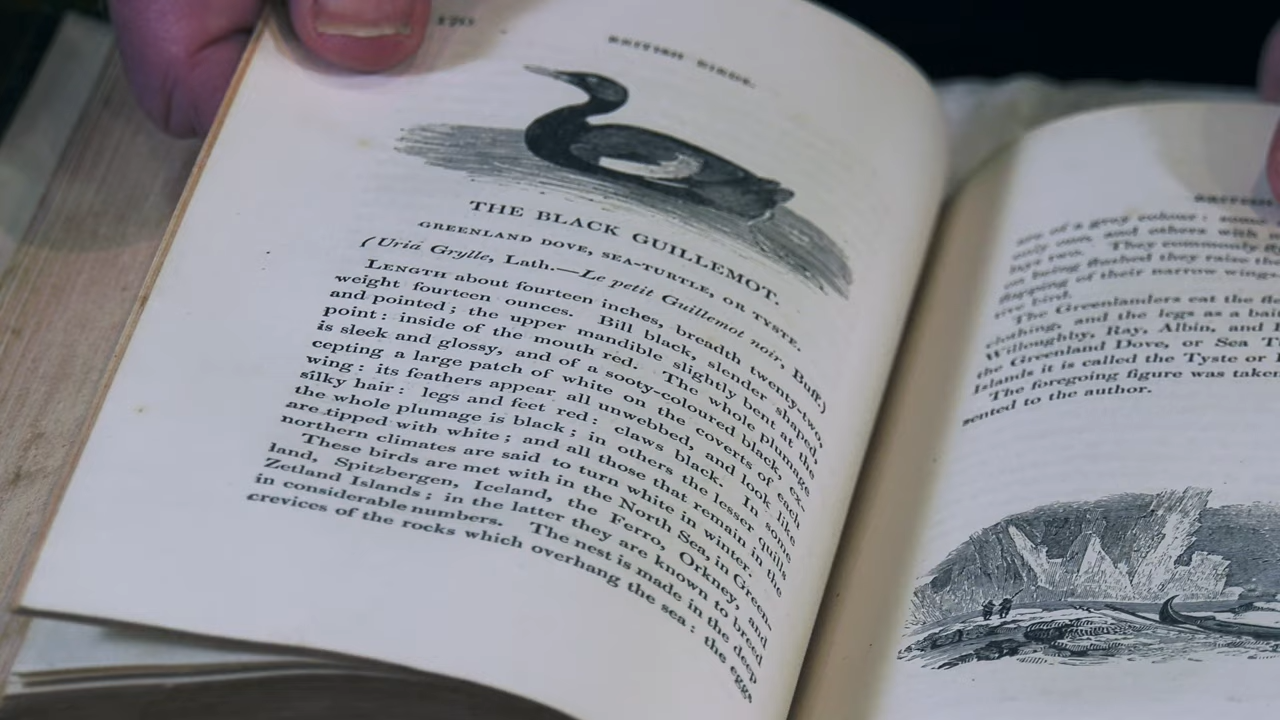 170
BRITISH BIRDS.
THE BLACK GUILLEMOT.
GREENLAND DOVE, SEA-TURTLE, OR TYSTE.
(Uria Grylle, Lath.—Le petit Guillemot noir, Buff.)
LENGTH about fourteen inches, breadth twenty-two,
weight fourteen ounces. Bill black, slender shaped,
and pointed; the upper mandible slightly bent at the
point: inside of the mouth red. The whole plumage
is sleek and glossy, and of a sooty-coloured black, ex-
cepting a large patch of white on the coverts of each
wing: its feathers appear all unwebbed, and look like
silky hair: legs and feet red: claws black. In some
the whole plumage is black; in others the lesser quills
are tipped with white; and all those that remain in the
northern climates are said to turn white in winter.
These birds are met with in the North Sea, in Green-
land, Spitzbergen, Iceland, the Ferro, Orkney, and
Zetland Islands; in the latter they are known to breed
in considerable numbers. The nest is made in the deep
crevices of the rocks which overhang the sea: the eggs
BRITISH
are of a grey colour: some
only two, and others with
by two. They commonly
on being flushed they raise the
flapping of their narrow wings
The Greenlanders eat the fle
clothing, and the legs as a bai
Willoughby, Ray, Albin, and
the Greenland Dove, or Sea T
Islands it is called the Tyste or
The foregoing figure was taken
sented to the author.